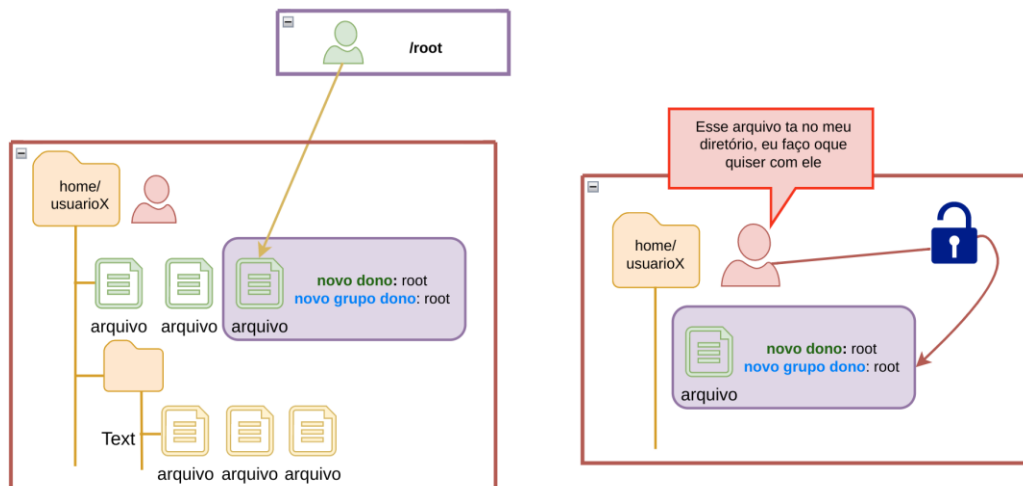 /root
home/
usuarioX
arquivo
arquivo
arquivo
novo dono: root
novo grupo dono: root
Text
arquivo
arquivo
arquivo
Esse arquivo ta no meu
diretório, eu faço oque
quiser com ele
home/
usuarioX
novo dono: root
novo grupo dono: root
arquivo